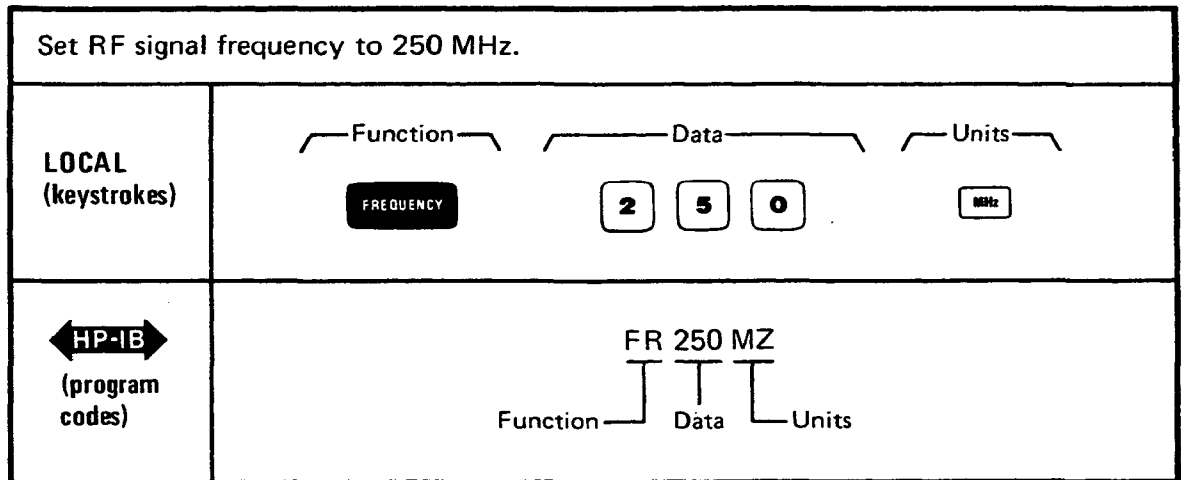 Set RF signal frequency to 250 MHz.
LOCAL
(keystrokes)
Function Data Units
FREQUENCY 2 5 0 MHz
HP-IB
(program
codes)
FR 250 MZ
Function Data Units